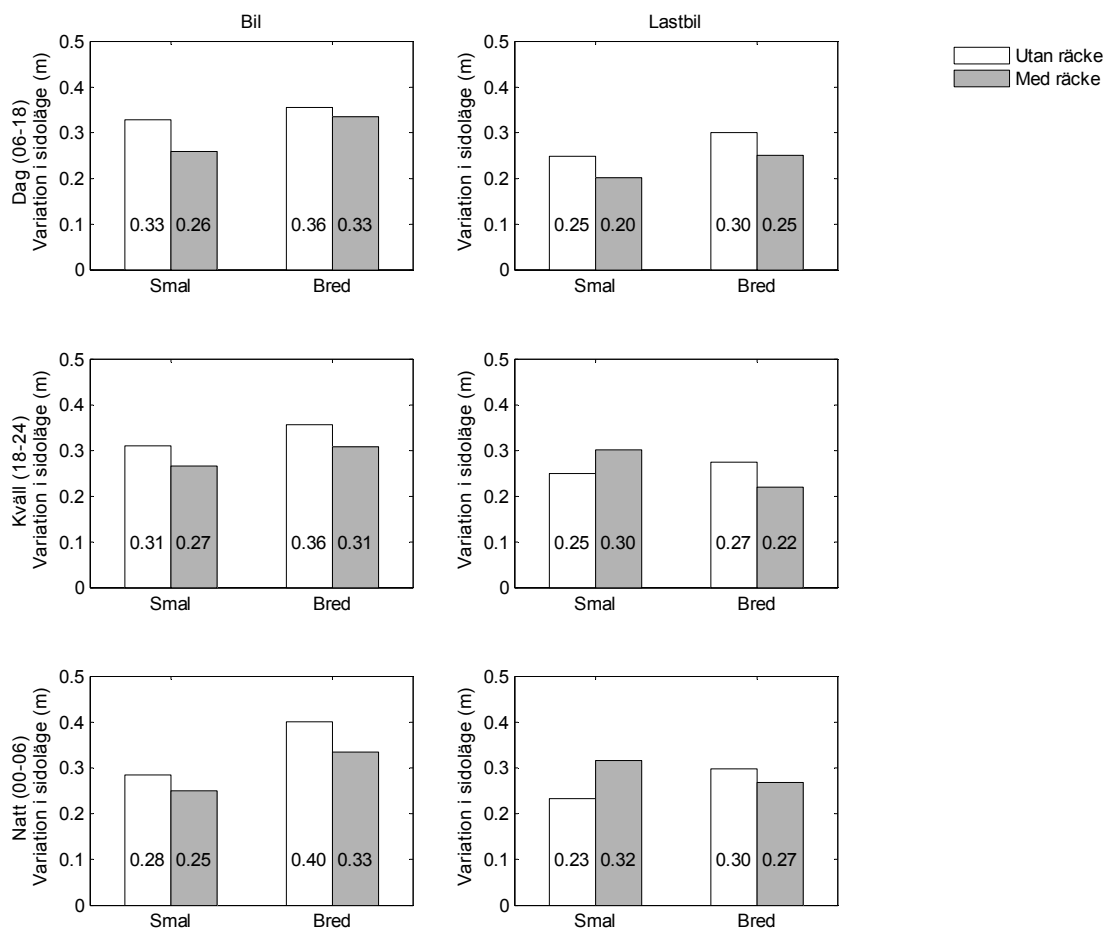 Bil
Lastbil
Utan räcke
Med räcke
Dag (06-18)
Variation i sidoläge (m)
0.5
0.4
0.3
0.2
0.1
0
0.33 0.26 0.36 0.33
Smal Bred
0.5
0.4
0.3
0.2
0.1
0
0.25 0.20 0.30 0.25
Smal Bred
Kväll (18-24)
Variation i sidoläge (m)
0.5
0.4
0.3
0.2
0.1
0
0.31 0.27 0.36 0.31
Smal Bred
0.5
0.4
0.3
0.2
0.1
0
0.25 0.30 0.27 0.22
Smal Bred
Natt (00-06)
Variation i sidoläge (m)
0.5
0.4
0.3
0.2
0.1
0
0.28 0.25 0.40 0.33
Smal Bred
0.5
0.4
0.3
0.2
0.1
0
0.23 0.32 0.30 0.27
Smal Bred